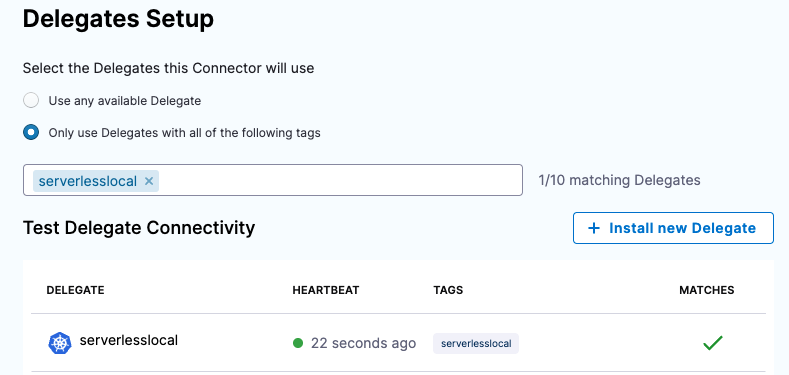 Delegates Setup
Select the Delegates this Connector will use
Use any available Delegate
Only use Delegates with all of the following tags
serverlesslocal × 1/10 matching Delegates
Test Delegate Connectivity + Install new Delegate
DELEGATE HEARTBEAT TAGS MATCHES
serverlesslocal 22 seconds ago serverlesslocal